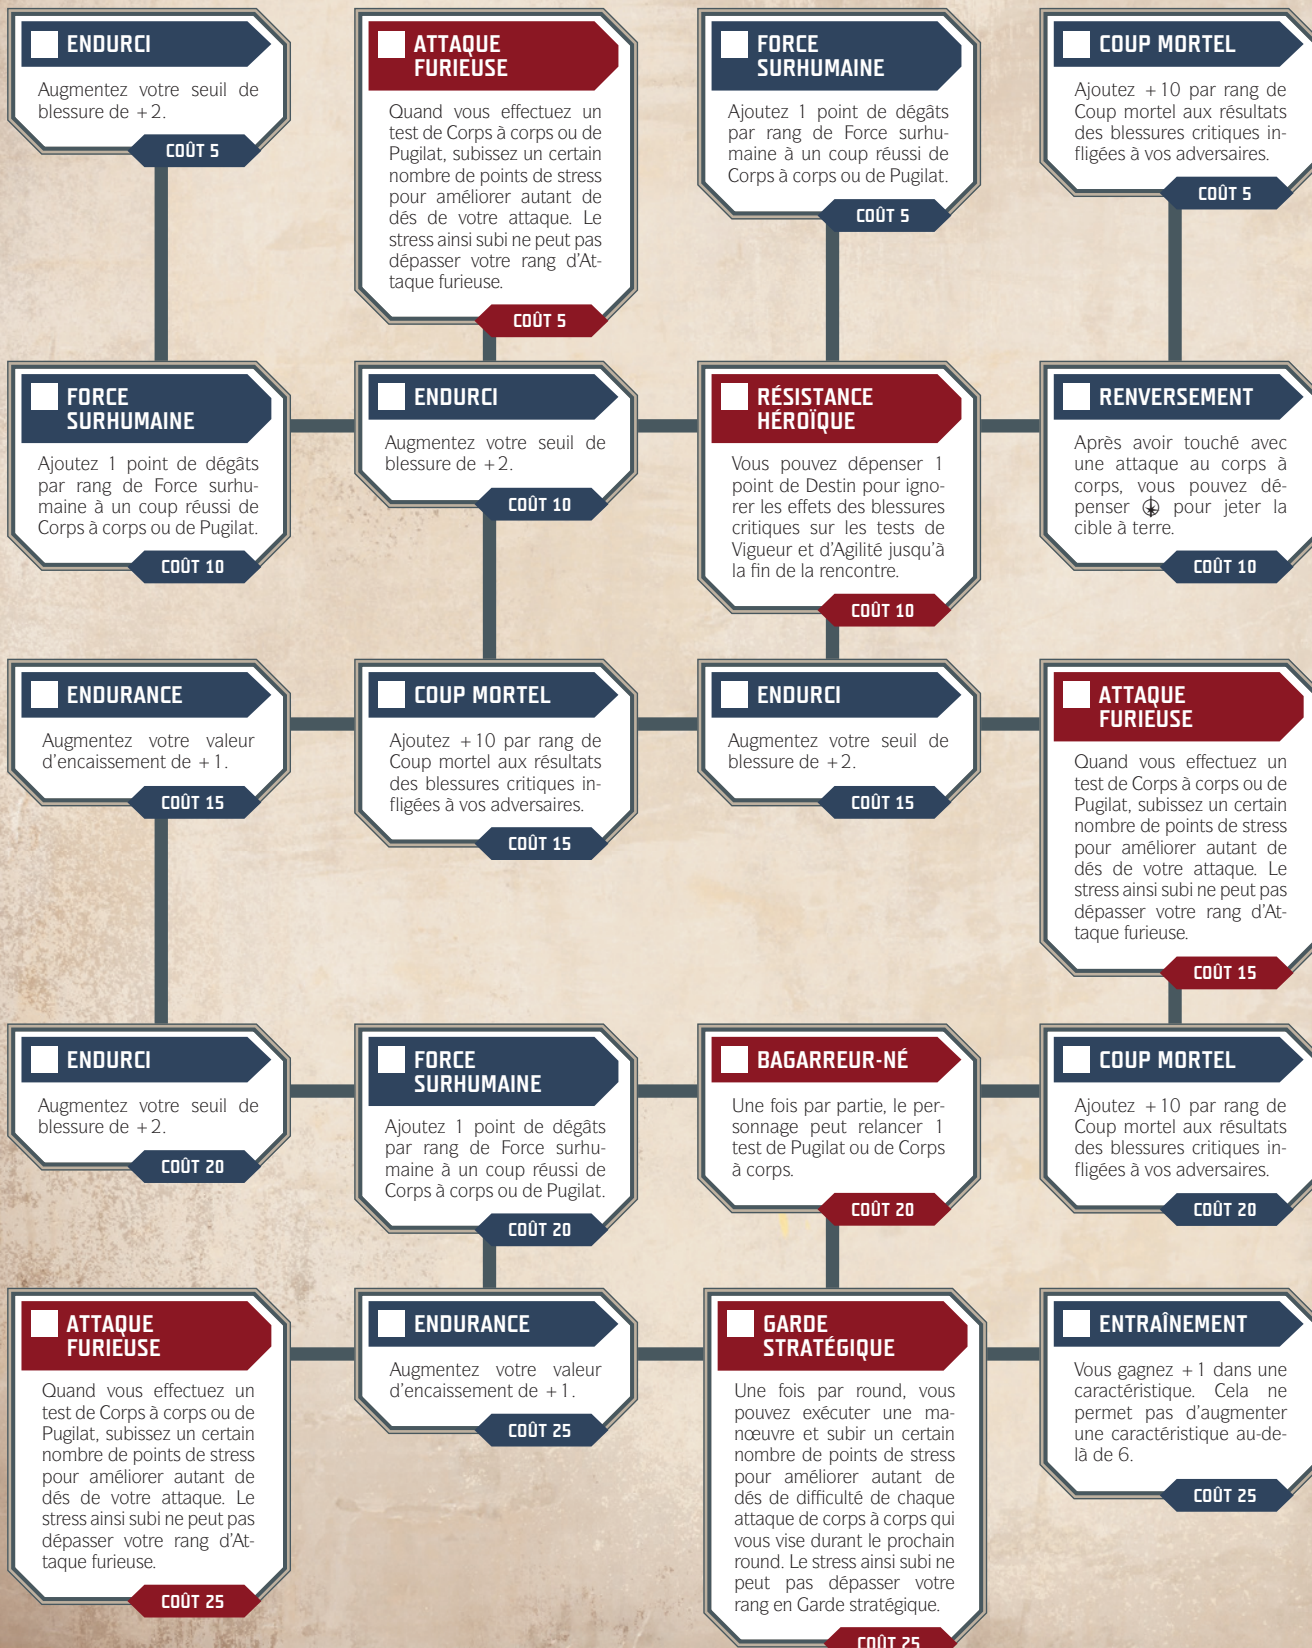 ENDURCI
Augmentez votre seuil de
blessure de +2.
COÛT 5
ATTAQUE
FURIEUSE
Quand vous effectuez un
test de Corps à corps ou de
Pugilat, subissez un certain
nombre de points de stress
pour améliorer autant de
dés de votre attaque. Le
stress ainsi subi ne peut pas
dépasser votre rang d'At-
taque furieuse.
COÛT 5
FORCE
SURHUMAINE
Ajoutez 1 point de dégâts
par rang de Force surhu-
maine à un coup réussi de
Corps à corps ou de Pugilat.
COÛT 5
COUP MORTEL
Ajoutez +10 par rang de
Coup mortel aux résultats
des blessures critiques in-
fligées à vos adversaires.
COÛT 5
FORCE
SURHUMAINE
Ajoutez 1 point de dégâts
par rang de Force surhu-
maine à un coup réussi de
Corps à corps ou de Pugilat.
COÛT 10
ENDURCI
Augmentez votre seuil de
blessure de +2.
COÛT 10
RÉSISTANCE
HÉROÏQUE
Vous pouvez dépenser 1
point de Destin pour igno-
rer les effets des blessures
critiques sur les tests de
Vigueur et d'Agilité jusqu'à
la fin de la rencontre.
COÛT 10
RENVERSEMENT
Après avoir touché avec
une attaque au corps à
corps, vous pouvez dé-
penser pour jeter la
cible à terre.
COÛT 10
ENDURANCE
Augmentez votre valeur
d'encaissement de +1.
COÛT 15
COUP MORTEL
Ajoutez +10 par rang de
Coup mortel aux résultats
des blessures critiques in-
fligées à vos adversaires.
COÛT 15
ENDURCI
Augmentez votre seuil de
blessure de +2.
COÛT 15
ATTAQUE
FURIEUSE
Quand vous effectuez un
test de Corps à corps ou de
Pugilat, subissez un certain
nombre de points de stress
pour améliorer autant de
dés de votre attaque. Le
stress ainsi subi ne peut pas
dépasser votre rang d'At-
taque furieuse.
COÛT 15
ENDURCI
Augmentez votre seuil de
blessure de +2.
COÛT 20
FORCE
SURHUMAINE
Ajoutez 1 point de dégâts
par rang de Force surhu-
maine à un coup réussi de
Corps à corps ou de Pugilat.
COÛT 20
BAGARREUR-NÉ
Une fois par partie, le per-
sonnage peut relancer 1
test de Pugilat ou de Corps
à corps.
COÛT 20
COUP MORTEL
Ajoutez +10 par rang de
Coup mortel aux résultats
des blessures critiques in-
fligées à vos adversaires.
COÛT 20
ATTAQUE
FURIEUSE
Quand vous effectuez un
test de Corps à corps ou de
Pugilat, subissez un certain
nombre de points de stress
pour améliorer autant de
dés de votre attaque. Le
stress ainsi subi ne peut pas
dépasser votre rang d'At-
taque furieuse.
COÛT 25
ENDURANCE
Augmentez votre valeur
d'encaissement de +1.
COÛT 25
GARDE
STRATÉGIQUE
Une fois par round, vous
pouvez exécuter une ma-
nœuvre et subir un certain
nombre de points de stress
pour améliorer autant de
dés de difficulté de chaque
attaque de corps à corps qui
vous vise durant le prochain
round. Le stress ainsi subi ne
peut pas dépasser votre
rang en Garde stratégique.
COÛT 25
ENTRAÎNEMENT
Vous gagnez +1 dans une
caractéristique. Cela ne
permet pas d'augmenter
une caractéristique au-de-
là de 6.
COÛT 25